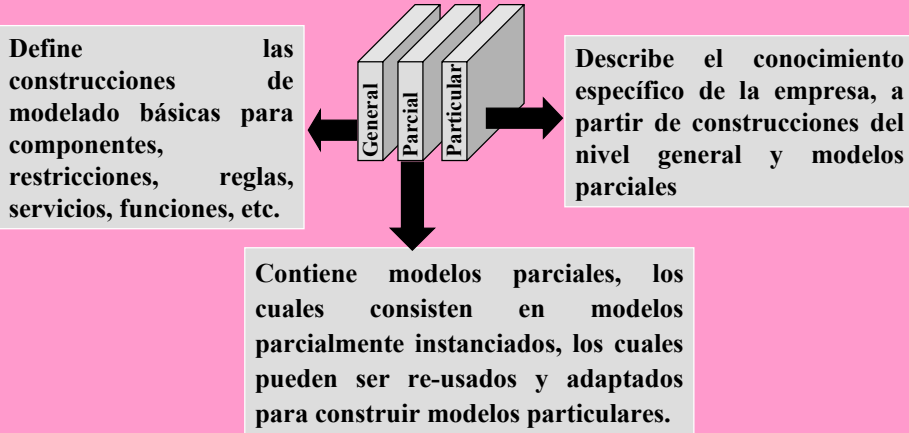 Define las
construcciones de
modelado básicas para
componentes,
restricciones, reglas,
servicios, funciones, etc.
General
Parcial
Particular
Describe el conocimiento
específico de la empresa, a
partir de construcciones del
nivel general y modelos
parciales
Contiene modelos parciales, los
cuales consisten en modelos
parcialmente instanciados, los cuales
pueden ser re-usados y adaptados
para construir modelos particulares.